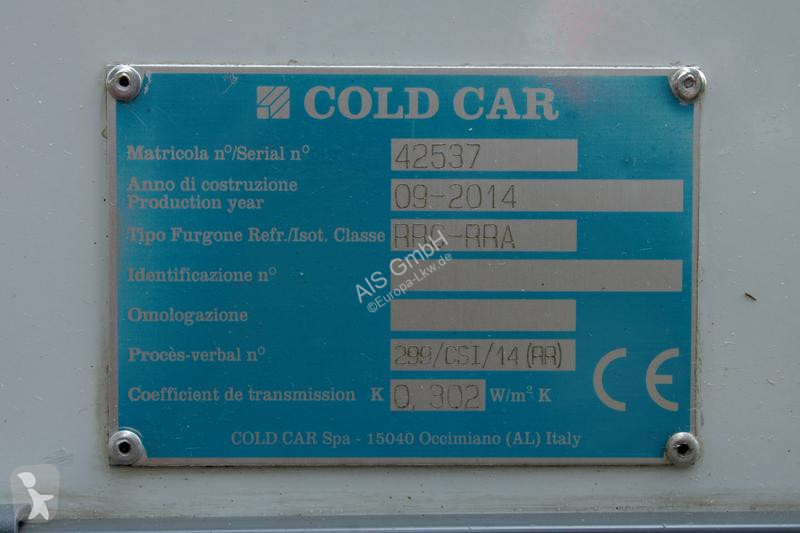 COLD CAR
Matricola n°/Serial n° 42537
Anno di costruzione
Production year 09-2014
Tipo Furgone Refr./Isot. Classe RRC-RRA
Identificazione n°
Omologazione
Procès-verbal n° 299/CSI/14 (RR)
Coefficient de transmission K 0,302 W/m² K
CE
COLD CAR Spa - 15040 Occimiano (AL) Italy
AIS GmbH
©Europa-Lkw.de